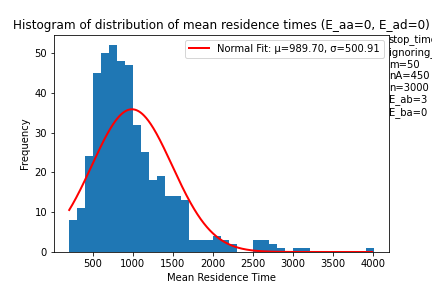 Histogram of distribution of mean residence times (E_aa=0, E_ad=0)
Normal Fit: μ=989.70, σ=500.91
stop_time
ignoring_
m=50
nA=450
n=3000
E_ab=3
E_ba=0
Frequency
50
40
30
20
10
0
500 1000 1500 2000 2500 3000 3500 4000
Mean Residence Time